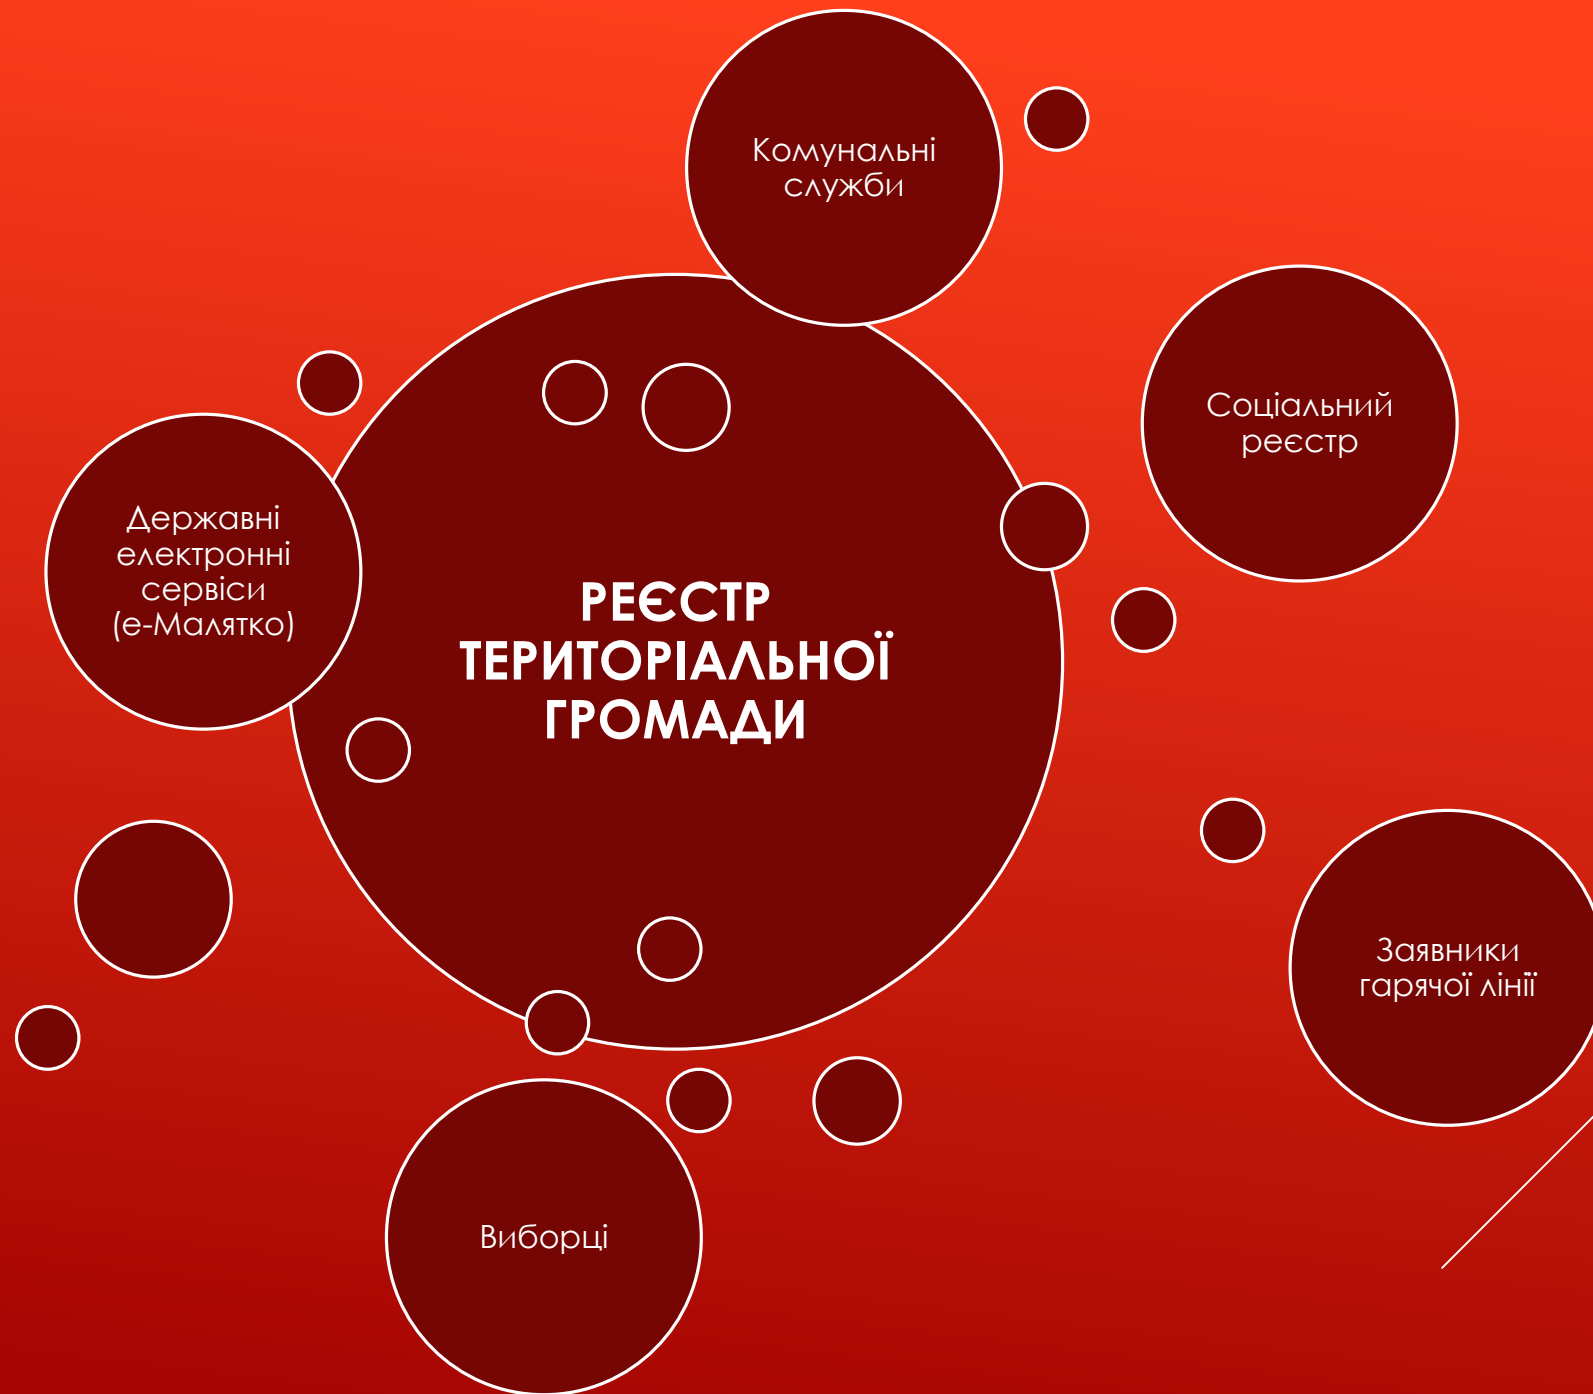 Комунальні
служби
Соціальний
реєстр
Державні
електронні
сервіси
(е-Малятко)
РЕЄСТР
ТЕРИТОРІАЛЬНОЇ
ГРОМАДИ
Заявники
гарячої лінії
Виборці